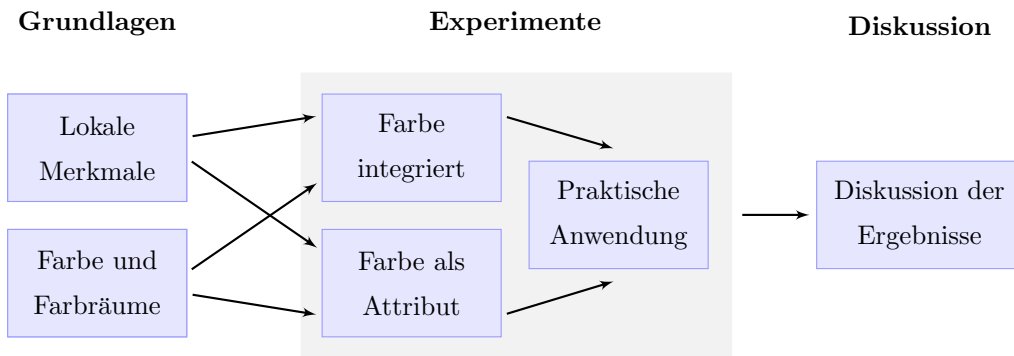 Grundlagen
Experimente
Diskussion
Lokale
Merkmale
Farbe und
Farbräume
Farbe
integriert
Farbe als
Attribut
Praktische
Anwendung
Diskussion der
Ergebnisse